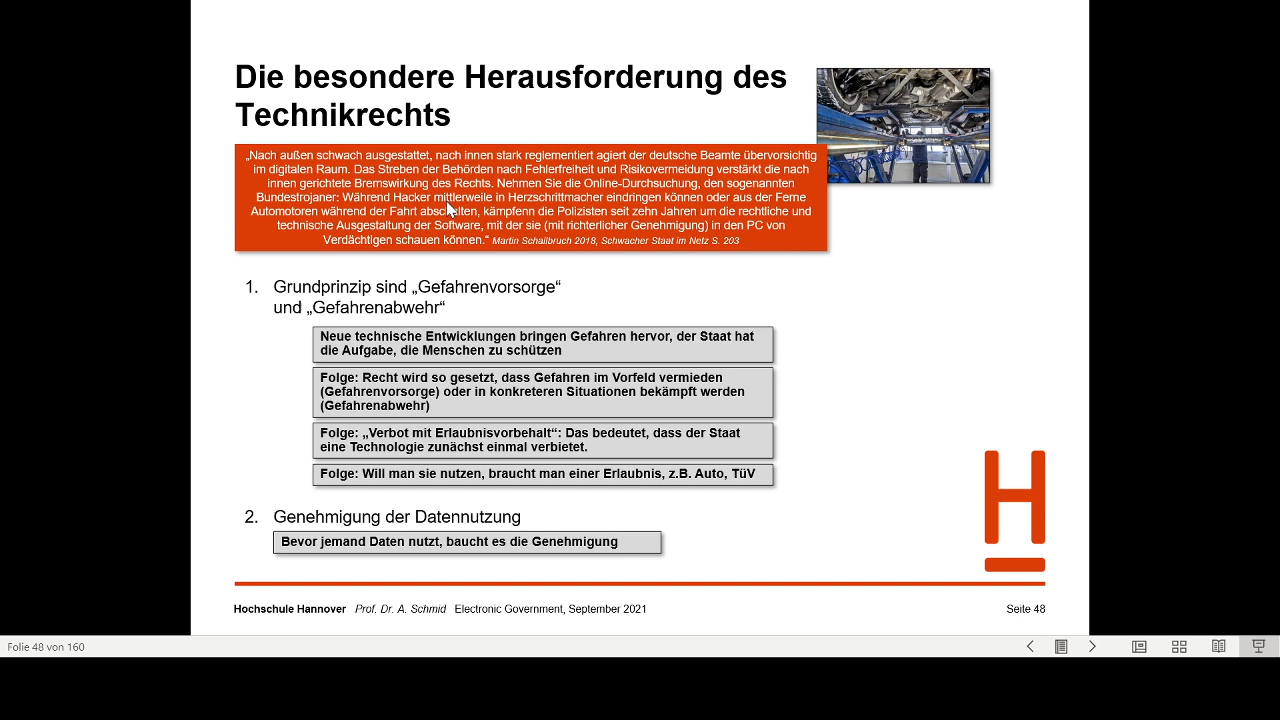 Die besondere Herausforderung des
Technikrechts
„Nach außen schwach ausgestattet, nach innen stark reglementiert agiert der deutsche Beamte übervorsichtig
im digitalen Raum. Das Streben der Behörden nach Fehlerfreiheit und Risikovermeidung verstärkt die nach
innen gerichtete Bremswirkung des Rechts. Nehmen Sie die Online-Durchsuchung, den sogenannten
Bundestrojaner: Während Hacker mittlerweile in Herzschrittmacher eindringen können oder aus der Ferne
Automotoren während der Fahrt abschalten, kämpfenn die Polizisten seit zehn Jahren um die rechtliche und
technische Ausgestaltung der Software, mit der sie (mit richterlicher Genehmigung) in den PC von
Verdächtigen schauen können.“ Martin Schallbruch 2018, Schwacher Staat im Netz S. 203
1. Grundprinzip sind „Gefahrenvorsorge“
und „Gefahrenabwehr“
Neue technische Entwicklungen bringen Gefahren hervor, der Staat hat
die Aufgabe, die Menschen zu schützen
Folge: Recht wird so gesetzt, dass Gefahren im Vorfeld vermieden
(Gefahrenvorsorge) oder in konkreteren Situationen bekämpft werden
(Gefahrenabwehr)
Folge: „Verbot mit Erlaubnisvorbehalt“: Das bedeutet, dass der Staat
eine Technologie zunächst einmal verbietet.
Folge: Will man sie nutzen, braucht man einer Erlaubnis, z.B. Auto, TüV
2. Genehmigung der Datennutzung
Bevor jemand Daten nutzt, baucht es die Genehmigung
H
Hochschule Hannover Prof. Dr. A. Schmid Electronic Government, September 2021 Seite 48
Folie 48 von 160